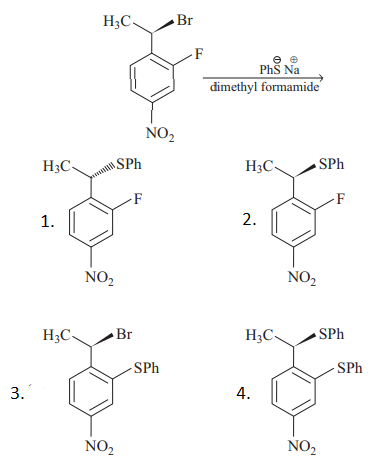 H₃C Br
F
PhS⊖ Na⊕
dimethyl formamide
NO₂
H₃C SPh
F
1.
NO₂
H₃C SPh
F
2.
NO₂
H₃C Br
SPh
3.
NO₂
H₃C SPh
SPh
4.
NO₂